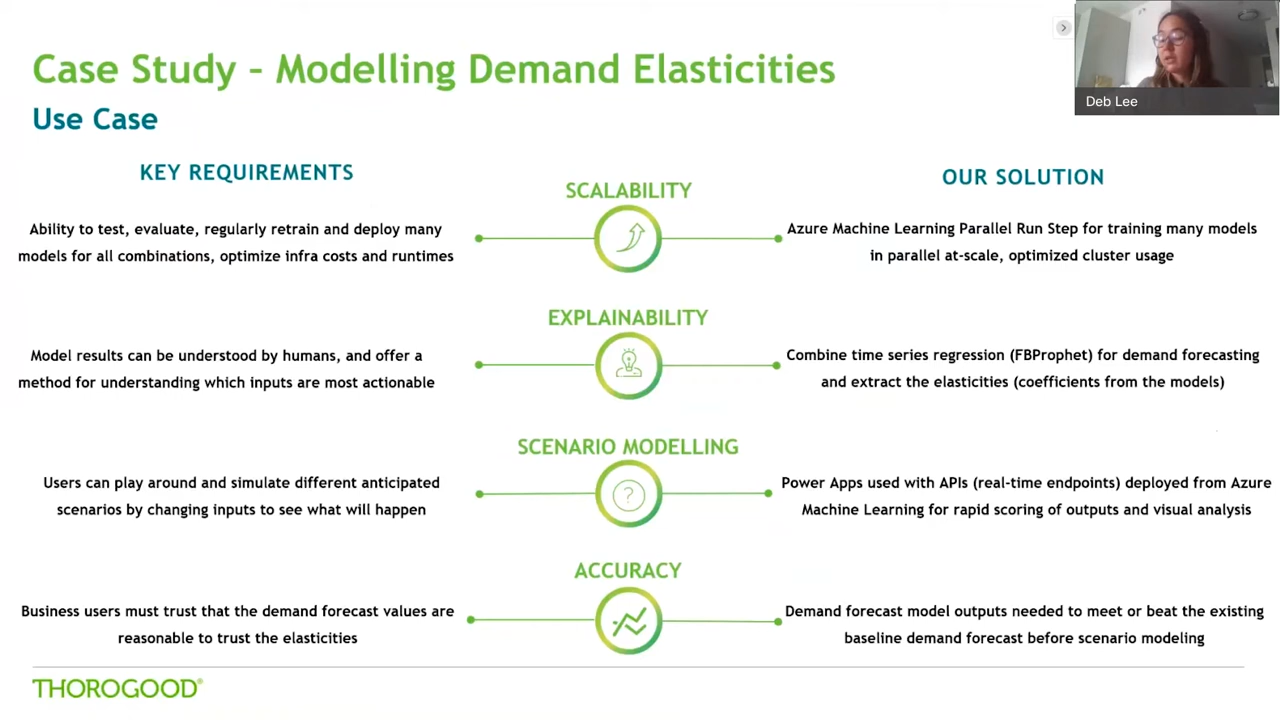 Case Study – Modelling Demand Elasticities
Deb Lee
Use Case
KEY REQUIREMENTS
OUR SOLUTION
SCALABILITY
Ability to test, evaluate, regularly retrain and deploy many
models for all combinations, optimize infra costs and runtimes
Azure Machine Learning Parallel Run Step for training many models
in parallel at-scale, optimized cluster usage
EXPLAINABILITY
Model results can be understood by humans, and offer a
method for understanding which inputs are most actionable
Combine time series regression (FBProphet) for demand forecasting
and extract the elasticities (coefficients from the models)
SCENARIO MODELLING
Users can play around and simulate different anticipated
scenarios by changing inputs to see what will happen
?
Power Apps used with APIs (real-time endpoints) deployed from Azure
Machine Learning for rapid scoring of outputs and visual analysis
ACCURACY
Business users must trust that the demand forecast values are
reasonable to trust the elasticities
Demand forecast model outputs needed to meet or beat the existing
baseline demand forecast before scenario modeling
THOROGOOD®